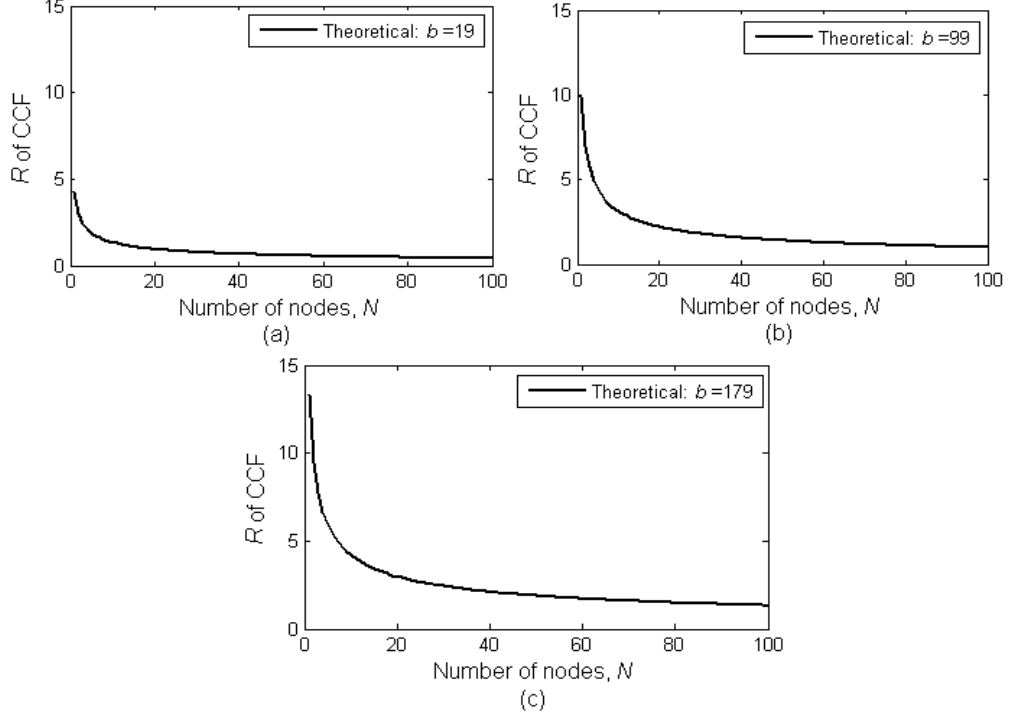 15
10
5
0
R of CCF
Theoretical: b =19
0 20 40 60 80 100
Number of nodes, N
(a)
15
10
5
0
R of CCF
Theoretical: b =99
0 20 40 60 80 100
Number of nodes, N
(b)
15
10
5
0
R of CCF
Theoretical: b =179
0 20 40 60 80 100
Number of nodes, N
(c)